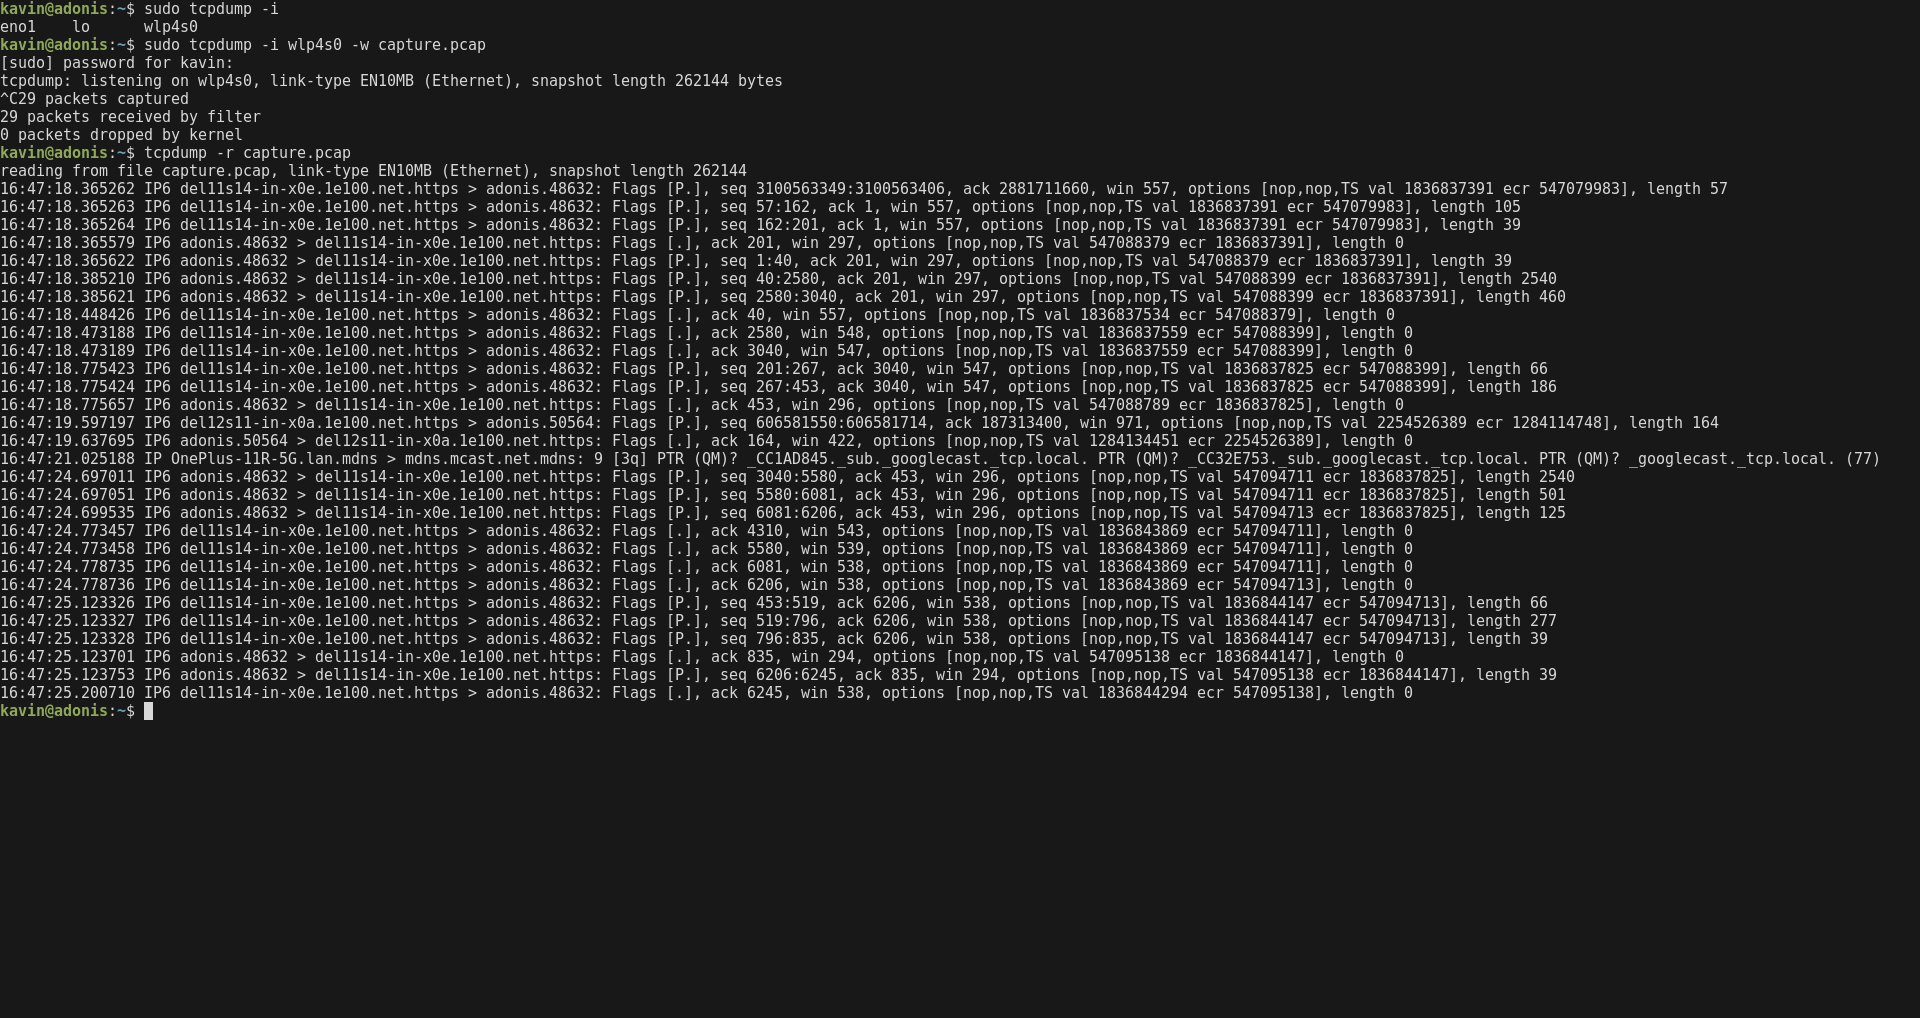 kavin@adonis:~$ sudo tcpdump -i
eno1    lo      wlp4s0
kavin@adonis:~$ sudo tcpdump -i wlp4s0 -w capture.pcap
[sudo] password for kavin:
tcpdump: listening on wlp4s0, link-type EN10MB (Ethernet), snapshot length 262144 bytes
^C29 packets captured
29 packets received by filter
0 packets dropped by kernel
kavin@adonis:~$ tcpdump -r capture.pcap
reading from file capture.pcap, link-type EN10MB (Ethernet), snapshot length 262144
16:47:18.365262 IP6 del11s14-in-x0e.1e100.net.https > adonis.48632: Flags [P.], seq 3100563349:3100563406, ack 2881711660, win 557, options [nop,nop,TS val 1836837391 ecr 547079983], length 57
16:47:18.365263 IP6 del11s14-in-x0e.1e100.net.https > adonis.48632: Flags [P.], seq 57:162, ack 1, win 557, options [nop,nop,TS val 1836837391 ecr 547079983], length 105
16:47:18.365264 IP6 del11s14-in-x0e.1e100.net.https > adonis.48632: Flags [P.], seq 162:201, ack 1, win 557, options [nop,nop,TS val 1836837391 ecr 547079983], length 39
16:47:18.365579 IP6 adonis.48632 > del11s14-in-x0e.1e100.net.https: Flags [.], ack 201, win 297, options [nop,nop,TS val 547088379 ecr 1836837391], length 0
16:47:18.365622 IP6 adonis.48632 > del11s14-in-x0e.1e100.net.https: Flags [P.], seq 1:40, ack 201, win 297, options [nop,nop,TS val 547088379 ecr 1836837391], length 39
16:47:18.385210 IP6 adonis.48632 > del11s14-in-x0e.1e100.net.https: Flags [P.], seq 40:2580, ack 201, win 297, options [nop,nop,TS val 547088399 ecr 1836837391], length 2540
16:47:18.385621 IP6 adonis.48632 > del11s14-in-x0e.1e100.net.https: Flags [P.], seq 2580:3040, ack 201, win 297, options [nop,nop,TS val 547088399 ecr 1836837391], length 460
16:47:18.448426 IP6 del11s14-in-x0e.1e100.net.https > adonis.48632: Flags [.], ack 40, win 557, options [nop,nop,TS val 1836837534 ecr 547088379], length 0
16:47:18.473188 IP6 del11s14-in-x0e.1e100.net.https > adonis.48632: Flags [.], ack 2580, win 548, options [nop,nop,TS val 1836837559 ecr 547088399], length 0
16:47:18.473189 IP6 del11s14-in-x0e.1e100.net.https > adonis.48632: Flags [.], ack 3040, win 547, options [nop,nop,TS val 1836837559 ecr 547088399], length 0
16:47:18.775423 IP6 del11s14-in-x0e.1e100.net.https > adonis.48632: Flags [P.], seq 201:267, ack 3040, win 547, options [nop,nop,TS val 1836837825 ecr 547088399], length 66
16:47:18.775424 IP6 del11s14-in-x0e.1e100.net.https > adonis.48632: Flags [P.], seq 267:453, ack 3040, win 547, options [nop,nop,TS val 1836837825 ecr 547088399], length 186
16:47:18.775657 IP6 adonis.48632 > del11s14-in-x0e.1e100.net.https: Flags [.], ack 453, win 296, options [nop,nop,TS val 547088789 ecr 1836837825], length 0
16:47:19.597197 IP6 del12s11-in-x0a.1e100.net.https > adonis.50564: Flags [P.], seq 606581550:606581714, ack 187313400, win 971, options [nop,nop,TS val 2254526389 ecr 1284114748], length 164
16:47:19.637695 IP6 adonis.50564 > del12s11-in-x0a.1e100.net.https: Flags [.], ack 164, win 422, options [nop,nop,TS val 1284134451 ecr 2254526389], length 0
16:47:21.025188 IP OnePlus-11R-5G.lan.mdns > mdns.mcast.net.mdns: 9 [3q] PTR (QM)? _CC1AD845._sub._googlecast._tcp.local. PTR (QM)? _CC32E753._sub._googlecast._tcp.local. PTR (QM)? _googlecast._tcp.local. (77)
16:47:24.697011 IP6 adonis.48632 > del11s14-in-x0e.1e100.net.https: Flags [P.], seq 3040:5580, ack 453, win 296, options [nop,nop,TS val 547094711 ecr 1836837825], length 2540
16:47:24.697051 IP6 adonis.48632 > del11s14-in-x0e.1e100.net.https: Flags [P.], seq 5580:6081, ack 453, win 296, options [nop,nop,TS val 547094711 ecr 1836837825], length 501
16:47:24.699535 IP6 adonis.48632 > del11s14-in-x0e.1e100.net.https: Flags [P.], seq 6081:6206, ack 453, win 296, options [nop,nop,TS val 547094713 ecr 1836837825], length 125
16:47:24.773457 IP6 del11s14-in-x0e.1e100.net.https > adonis.48632: Flags [.], ack 4310, win 543, options [nop,nop,TS val 1836843869 ecr 547094711], length 0
16:47:24.773458 IP6 del11s14-in-x0e.1e100.net.https > adonis.48632: Flags [.], ack 5580, win 539, options [nop,nop,TS val 1836843869 ecr 547094711], length 0
16:47:24.778735 IP6 del11s14-in-x0e.1e100.net.https > adonis.48632: Flags [.], ack 6081, win 538, options [nop,nop,TS val 1836843869 ecr 547094711], length 0
16:47:24.778736 IP6 del11s14-in-x0e.1e100.net.https > adonis.48632: Flags [.], ack 6206, win 538, options [nop,nop,TS val 1836843869 ecr 547094713], length 0
16:47:25.123326 IP6 del11s14-in-x0e.1e100.net.https > adonis.48632: Flags [P.], seq 453:519, ack 6206, win 538, options [nop,nop,TS val 1836844147 ecr 547094713], length 66
16:47:25.123327 IP6 del11s14-in-x0e.1e100.net.https > adonis.48632: Flags [P.], seq 519:796, ack 6206, win 538, options [nop,nop,TS val 1836844147 ecr 547094713], length 277
16:47:25.123328 IP6 del11s14-in-x0e.1e100.net.https > adonis.48632: Flags [P.], seq 796:835, ack 6206, win 538, options [nop,nop,TS val 1836844147 ecr 547094713], length 39
16:47:25.123701 IP6 adonis.48632 > del11s14-in-x0e.1e100.net.https: Flags [.], ack 835, win 294, options [nop,nop,TS val 547095138 ecr 1836844147], length 0
16:47:25.123753 IP6 adonis.48632 > del11s14-in-x0e.1e100.net.https: Flags [P.], seq 6206:6245, ack 835, win 294, options [nop,nop,TS val 547095138 ecr 1836844147], length 39
16:47:25.200710 IP6 del11s14-in-x0e.1e100.net.https > adonis.48632: Flags [.], ack 6245, win 538, options [nop,nop,TS val 1836844294 ecr 547095138], length 0
kavin@adonis:~$